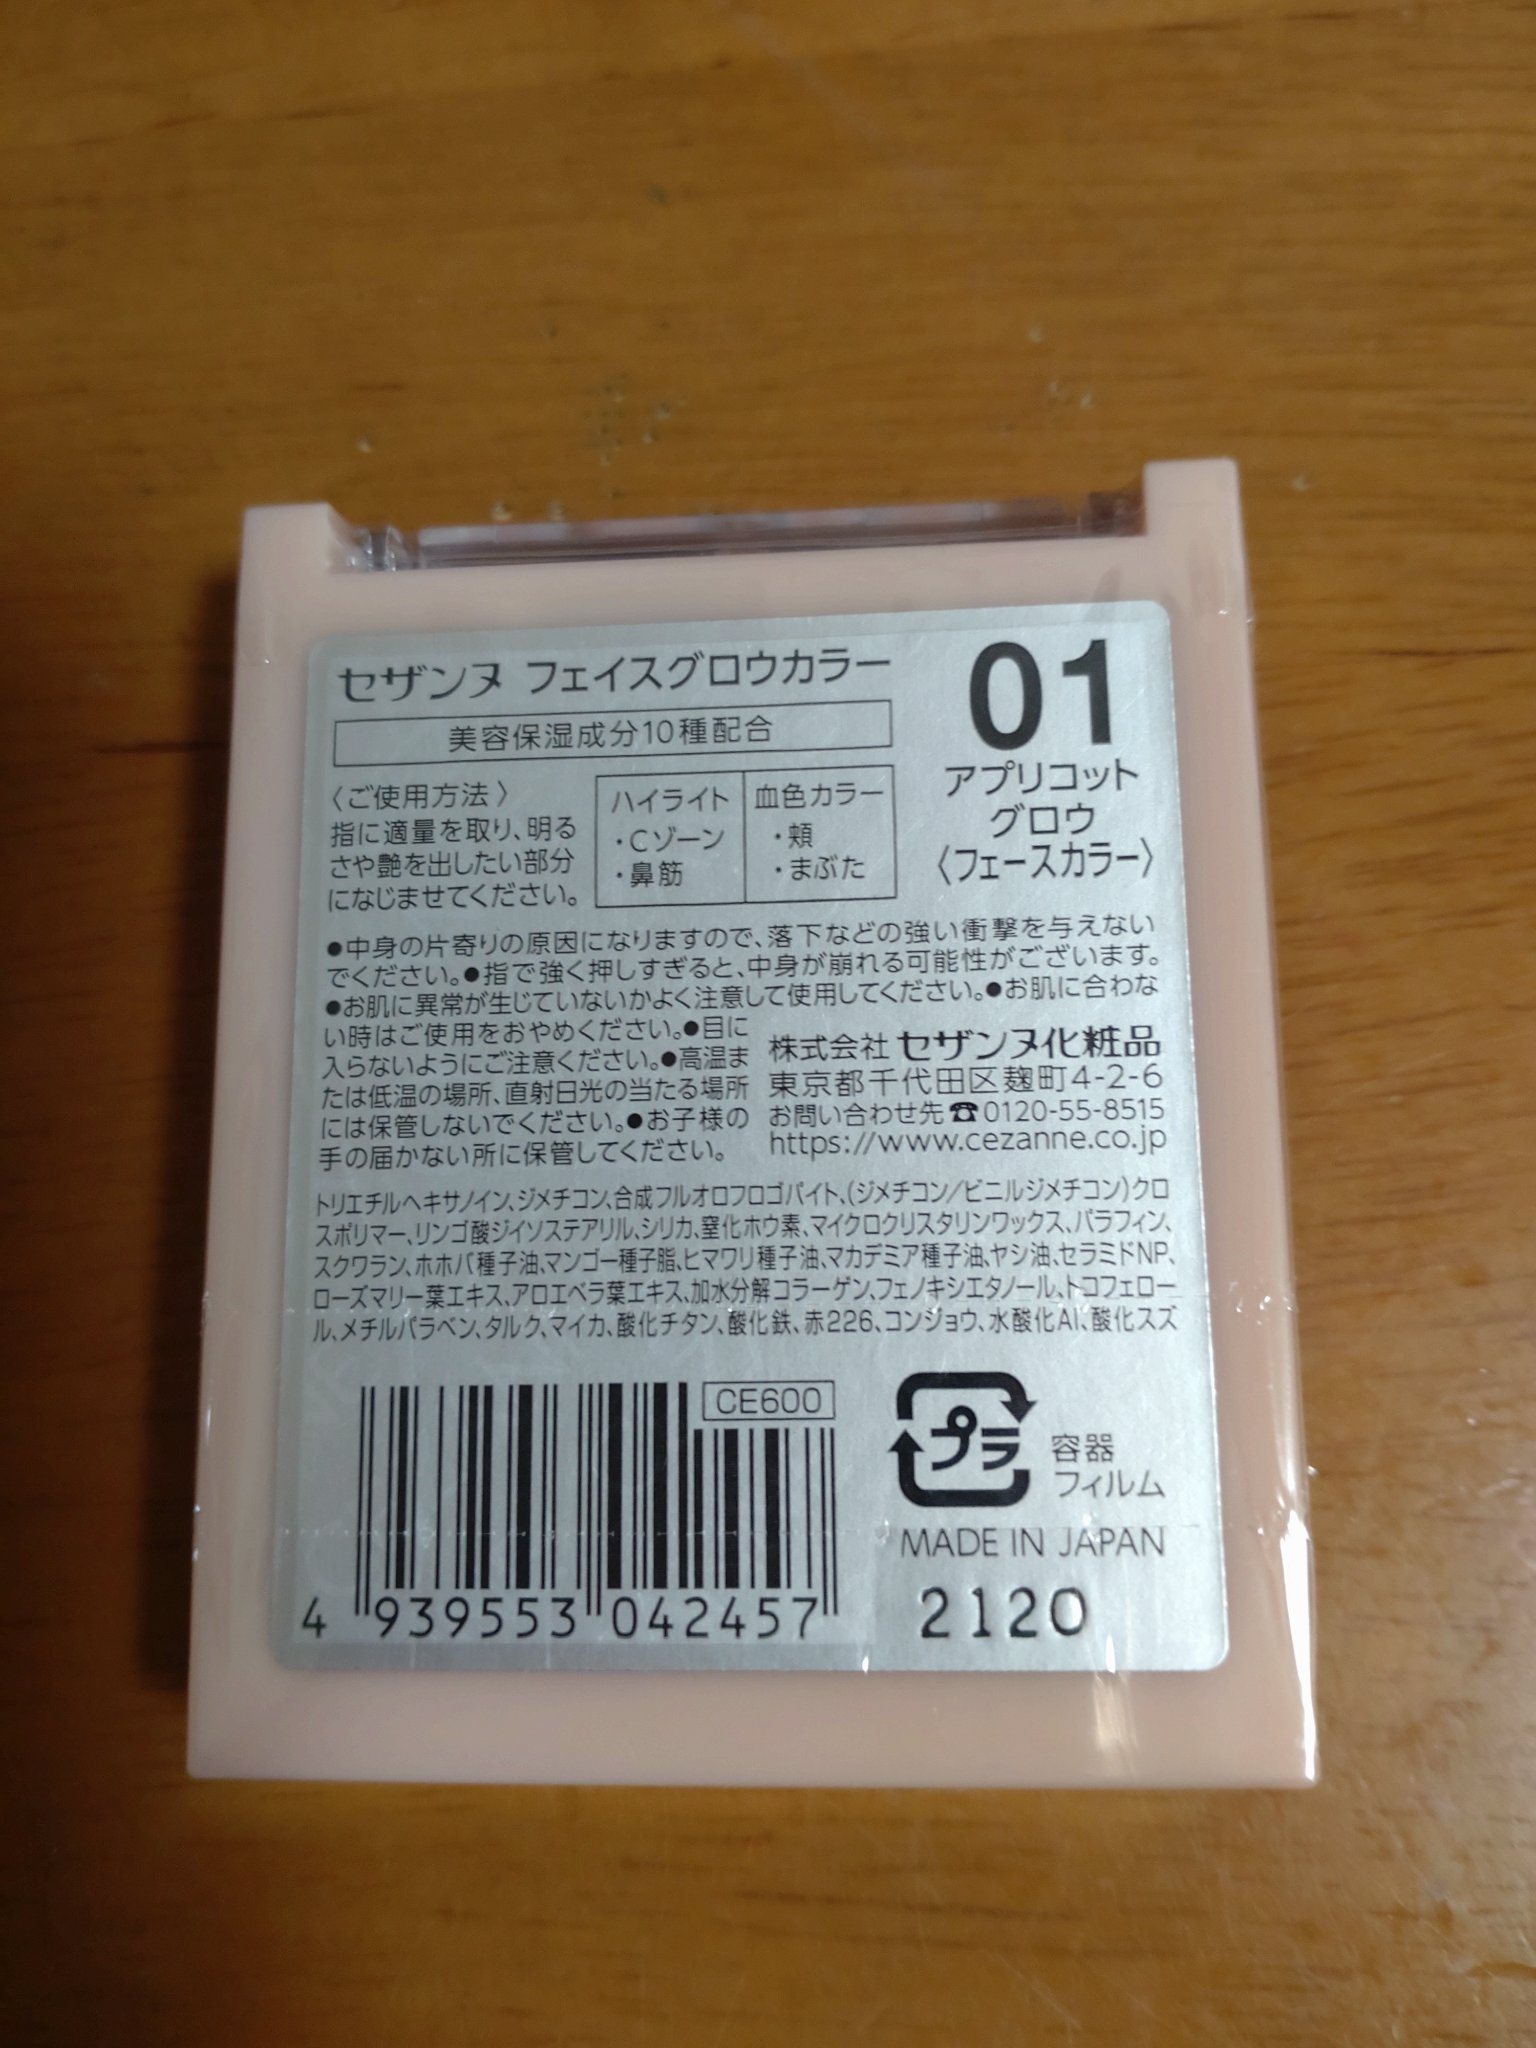 セザンヌ フェイスグロウカラー
美容保湿成分10種配合
01
アプリコット
グロウ
〈フェースカラー〉
〈ご使用方法〉
指に適量を取り、明る
さや艶を出したい部分
になじませてください。
ハイライト
・Cゾーン
・鼻筋
血色カラー
・頬
・まぶた
●中身の片寄りの原因になりますので、落下などの強い衝撃を与えない
でください。●指で強く押しすぎると、中身が崩れる可能性がございます。
●お肌に異常が生じていないかよく注意して使用してください。●お肌に合わな
い時はご使用をおやめください。●目に
入らないようにご注意ください。●高温ま
たは低温の場所、直射日光の当たる場所
には保管しないでください。●お子様の
手の届かない所に保管してください。
株式会社 セザンヌ化粧品
東京都千代田区麹町4-2-6
お問い合わせ先☎0120-55-8515
https://www.cezanne.co.jp
トリエチルヘキサノイン、ジメチコン、合成フルオロフロゴパイト、(ジメチコン/ビニルジメチコン)クロ
スポリマー、リンゴ酸ジイソステアリル、シリカ、窒化ホウ素、マイクロクリスタリンワックス、パラフィン、
スクワラン、ホホバ種子油、マンゴー種子脂、ヒマワリ種子油、マカデミア種子油、ヤシ油、セラミドNP、
ローズマリー葉エキス、アロエベラ葉エキス、加水分解コラーゲン、フェノキシエタノール、トコフェロー
ル、メチルパラベン、タルク、マイカ、酸化チタン、酸化鉄、赤226、コンジョウ、水酸化Al、酸化スズ
CE600
4 939553 042457
プラ
容器
フィルム
MADE IN JAPAN
2120